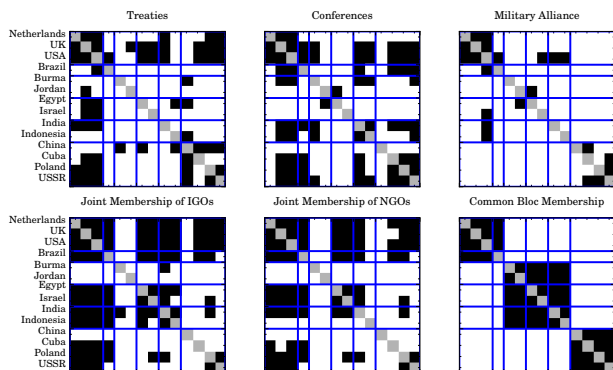 Treaties Conferences Military Alliance
Netherlands
UK
USA
Brazil
Burma
Jordan
Egypt
Israel
India
Indonesia
China
Cuba
Poland
USSR
Joint Membership of IGOs Joint Membership of NGOs Common Bloc Membership
Netherlands
UK
USA
Brazil
Burma
Jordan
Egypt
Israel
India
Indonesia
China
Cuba
Poland
USSR